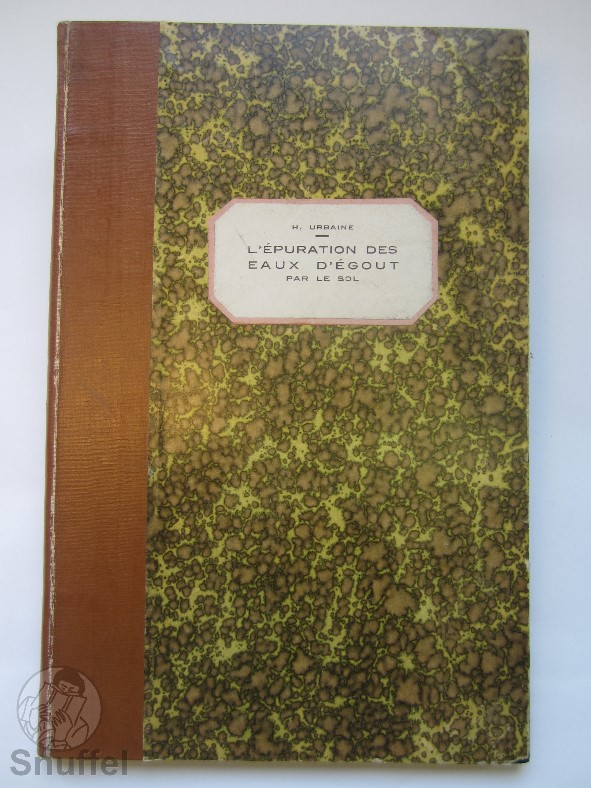 H. URBAINE
L'ÉPURATION DES
EAUX D'ÉGOUT
PAR LE SOL
Snuffel